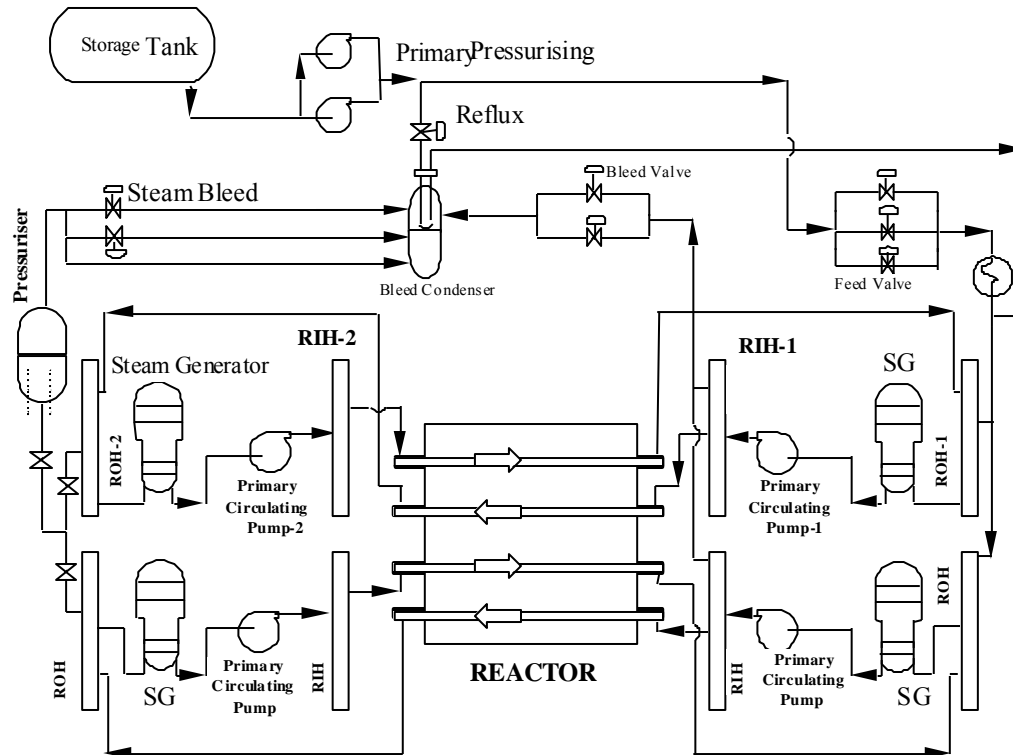 Storage Tank
PrimaryPressurising
Reflux
Bleed Valve
Steam Bleed
Pressuriser
Bleed Condenser
Feed Valve
RIH-2
RIH-1
Steam Generator
SG
ROH-2
ROH-1
Primary
Circulating
Pump-2
Primary
Circulating
Pump-1
ROH
SG
Primary
Circulating
Pump
RIH
REACTOR
RIH
Primary
Circulating
Pump
SG
ROH